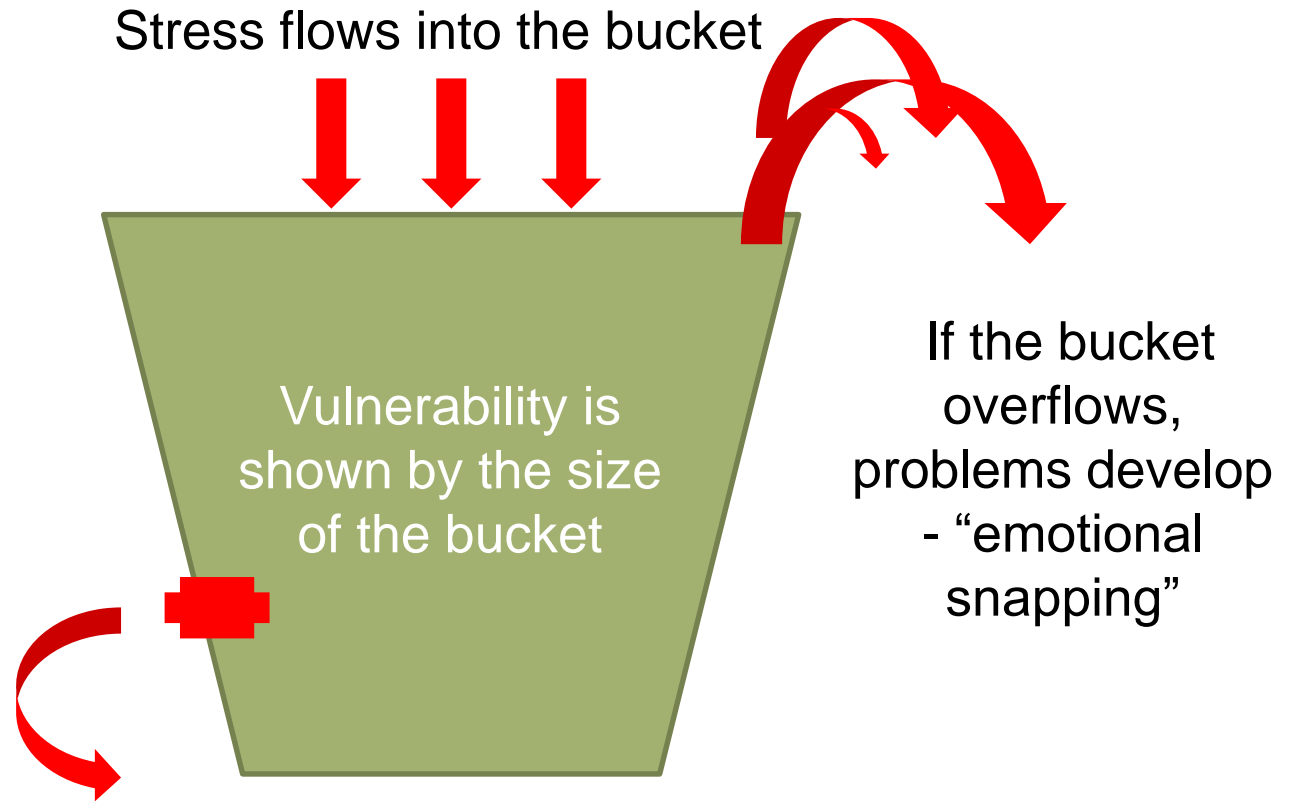 Stress flows into the bucket
Vulnerability is
shown by the size
of the bucket
If the bucket
overflows,
problems develop
- “emotional
snapping”